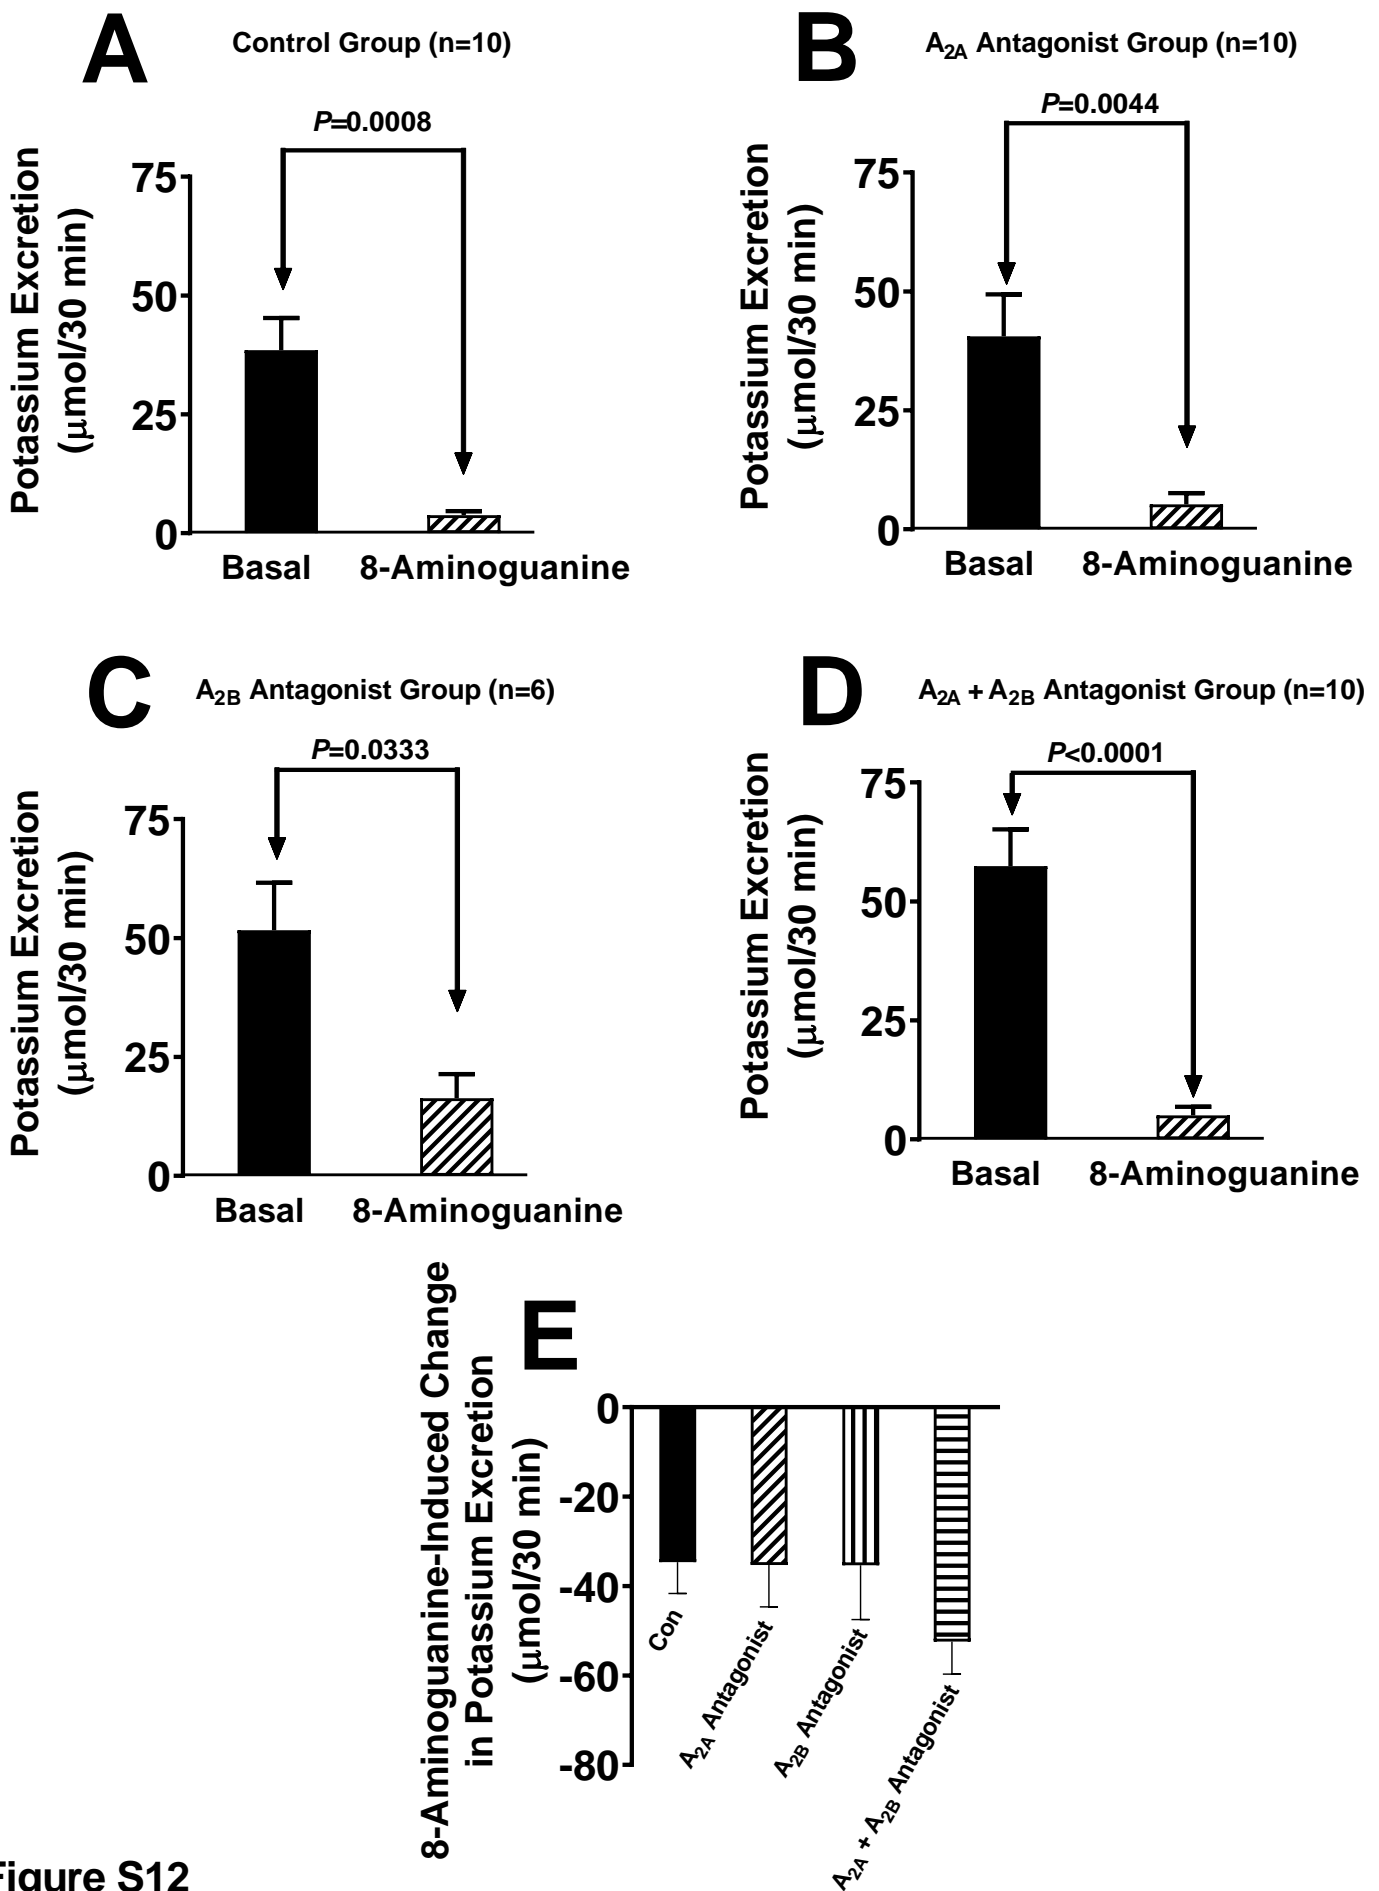 A
Control Group (n=10)
P=0.0008
Potassium Excretion
(μmol/30 min)
75
50
25
0
Basal
8-Aminoguanine
B
A2A Antagonist Group (n=10)
P=0.0044
Potassium Excretion
(μmol/30 min)
75
50
25
0
Basal
8-Aminoguanine
C
A2B Antagonist Group (n=6)
P=0.0333
Potassium Excretion
(μmol/30 min)
75
50
25
0
Basal
8-Aminoguanine
D
A2A + A2B Antagonist Group (n=10)
P<0.0001
Potassium Excretion
(μmol/30 min)
75
50
25
0
Basal
8-Aminoguanine
E
8-Aminoguanine-Induced Change
in Potassium Excretion
(μmol/30 min)
0
-20
-40
-60
-80
Con
A2A Antagonist
A2B Antagonist
A2A + A2B Antagonist
Figure S12